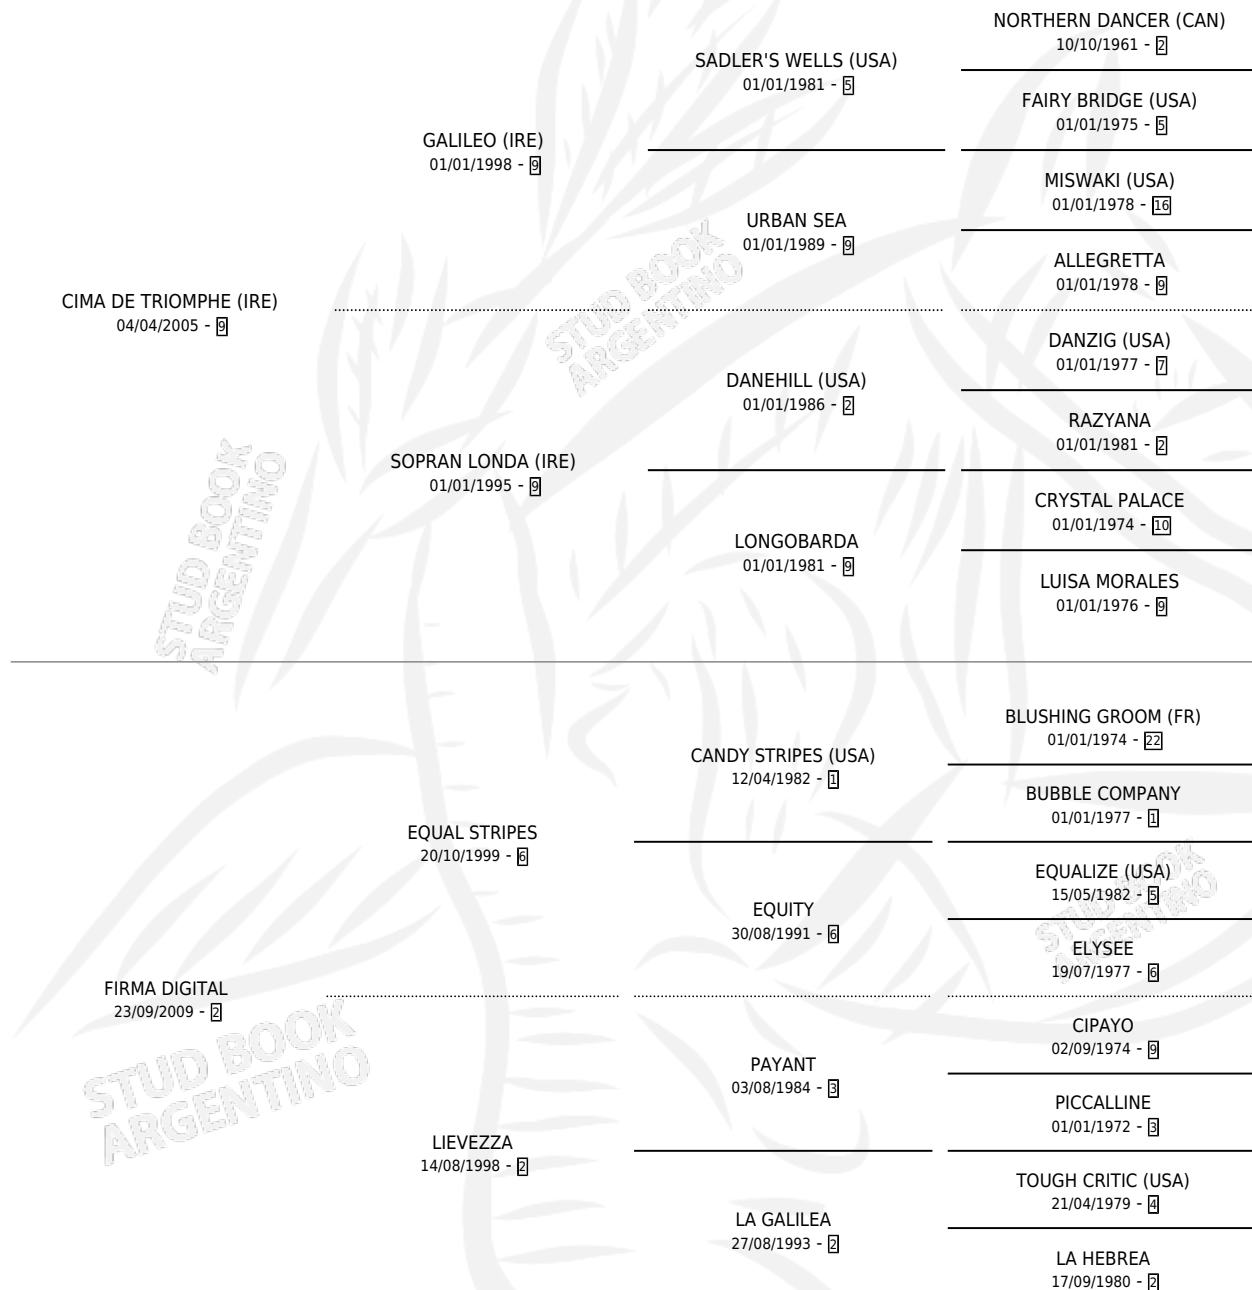 NORTHERN DANCER (CAN)
10/10/1961 - 2
SADLER'S WELLS (USA)
01/01/1981 - 5
FAIRY BRIDGE (USA)
01/01/1975 - 5
GALILEO (IRE)
01/01/1998 - 9
MISWAKI (USA)
01/01/1978 - 16
URBAN SEA
01/01/1989 - 9
ALLEGRETTA
01/01/1978 - 9
CIMA DE TRIOMPHE (IRE)
04/04/2005 - 9
DANZIG (USA)
01/01/1977 - 7
DANEHILL (USA)
01/01/1986 - 2
RAZYANA
01/01/1981 - 2
SOPRAN LONDA (IRE)
01/01/1995 - 9
CRYSTAL PALACE
01/01/1974 - 10
LONGOBARDA
01/01/1981 - 9
LUISA MORALES
01/01/1976 - 9
BLUSHING GROOM (FR)
01/01/1974 - 22
CANDY STRIPES (USA)
12/04/1982 - 1
BUBBLE COMPANY
01/01/1977 - 1
EQUAL STRIPES
20/10/1999 - 6
EQUALIZE (USA)
15/05/1982 - 5
EQUITY
30/08/1991 - 6
ELYSEE
19/07/1977 - 6
FIRMA DIGITAL
23/09/2009 - 2
CIPAYO
02/09/1974 - 9
PAYANT
03/08/1984 - 3
PICCALLINE
01/01/1972 - 3
LIEVEZZA
14/08/1998 - 2
TOUGH CRITIC (USA)
21/04/1979 - 4
LA GALILEA
27/08/1993 - 2
LA HEBREA
17/09/1980 - 2
STUD BOOK
ARGENTINO
STUD BOOK
ARGENTINO
STUD BOOK
ARGENTINO
STUD BOOK
ARGENTINO